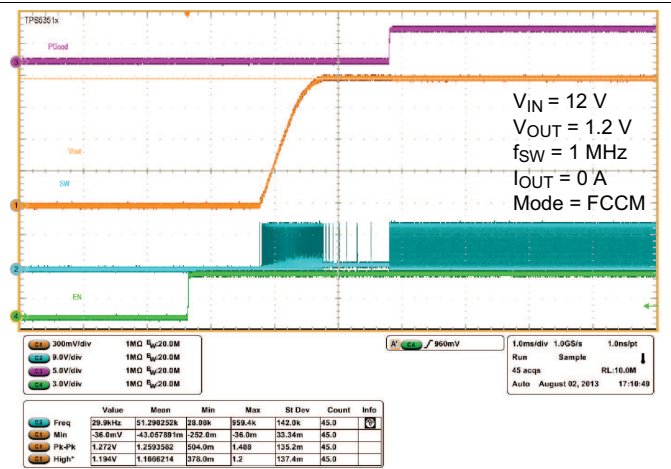 TPS5351x
PGood
3
VIN = 12 V
VOUT = 1.2 V
fSW = 1 MHz
IOUT = 0 A
Mode = FCCM
Vout
SW
1
2
EN
4
C1 300mV/div 1MΩ BW:20.0M
C2 9.0V/div 1MΩ BW:20.0M
C3 5.0V/div 1MΩ BW:20.0M
C4 3.0V/div 1MΩ BW:20.0M
A' C4 / 960mV
1.0ms/div 1.0GS/s 1.0ns/pt
Run Sample
45 acqs RL:10.0M
Auto August 02, 2013 17:10:49
Value Mean Min Max St Dev Count Info
C2 Freq 29.9kHz 51.290252k 28.08k 959.4k 142.0k 45.0
C1 Min -36.0mV -43.057891m -252.0m -36.0m 33.34m 45.0
C1 Pk-Pk 1.272V 1.2593582 504.0m 1.488 135.2m 45.0
C1 High* 1.194V 1.1666214 378.0m 1.2 137.4m 45.0